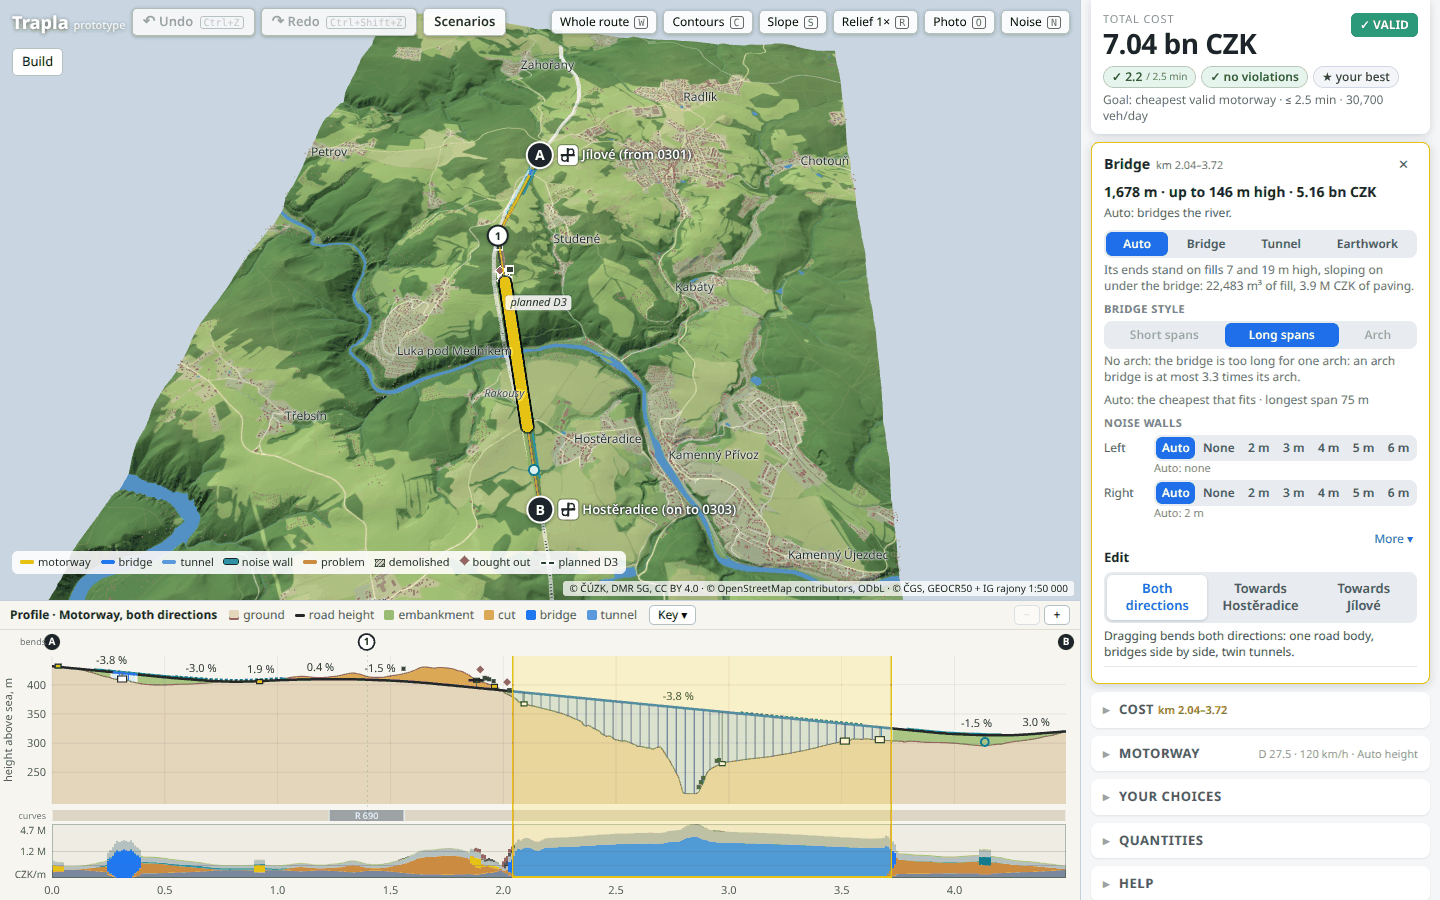 Trapla prototype
↶ Undo Ctrl+Z
↷ Redo Ctrl+Shift+Z
Scenarios
Whole route W
Contours C
Slope S
Relief 1× R
Photo O
Noise N
Build
Zahořany
Radlík
Petrov
A
Jílové (from 0301)
Chotouň
1
Studené
Kabáty
planned D3
Luka pod Medníkem
Rakousy
Třebsín
Hostěradice
Kamenný Přívoz
B
Hostěradice (on to 0303)
Kamenný Újezdec
motorway
bridge
tunnel
noise wall
problem
demolished
bought out
planned D3
© ČÚZK, DMR 5G, CC BY 4.0 · © OpenStreetMap contributors, ODbL · © ČGS, GEOCR50 + IG rajony 1:50 000
Profile · Motorway, both directions
ground
road height
embankment
cut
bridge
tunnel
Key ▾
−
+
bends
A
1
B
-3.8 %
-3.0 %
1.9 %
0.4 %
-1.5 %
-3.8 %
-1.5 %
3.0 %
height above sea, m
400
350
300
250
curves
R 690
4.7 M
1.2 M
CZK/m
0.0
0.5
1.0
1.5
2.0
2.5
3.0
3.5
4.0
TOTAL COST
7.04 bn CZK
✓ VALID
✓ 2.2 / 2.5 min
✓ no violations
★ your best
Goal: cheapest valid motorway · ≤ 2.5 min · 30,700
veh/day
Bridge km 2.04–3.72
×
1,678 m · up to 146 m high · 5.16 bn CZK
Auto: bridges the river.
Auto
Bridge
Tunnel
Earthwork
Its ends stand on fills 7 and 19 m high, sloping on
under the bridge: 22,483 m³ of fill, 3.9 M CZK of paving.
BRIDGE STYLE
Short spans
Long spans
Arch
No arch: the bridge is too long for one arch: an arch
bridge is at most 3.3 times its arch.
Auto: the cheapest that fits · longest span 75 m
NOISE WALLS
Left
Auto None 2 m 3 m 4 m 5 m 6 m
Auto: none
Right
Auto None 2 m 3 m 4 m 5 m 6 m
Auto: 2 m
More ▾
Edit
Both
directions
Towards
Hostěradice
Towards
Jílové
Dragging bends both directions: one road body,
bridges side by side, twin tunnels.
▸ COST km 2.04–3.72
▸ MOTORWAY D 27.5 · 120 km/h · Auto height
▸ YOUR CHOICES
▸ QUANTITIES
▸ HELP